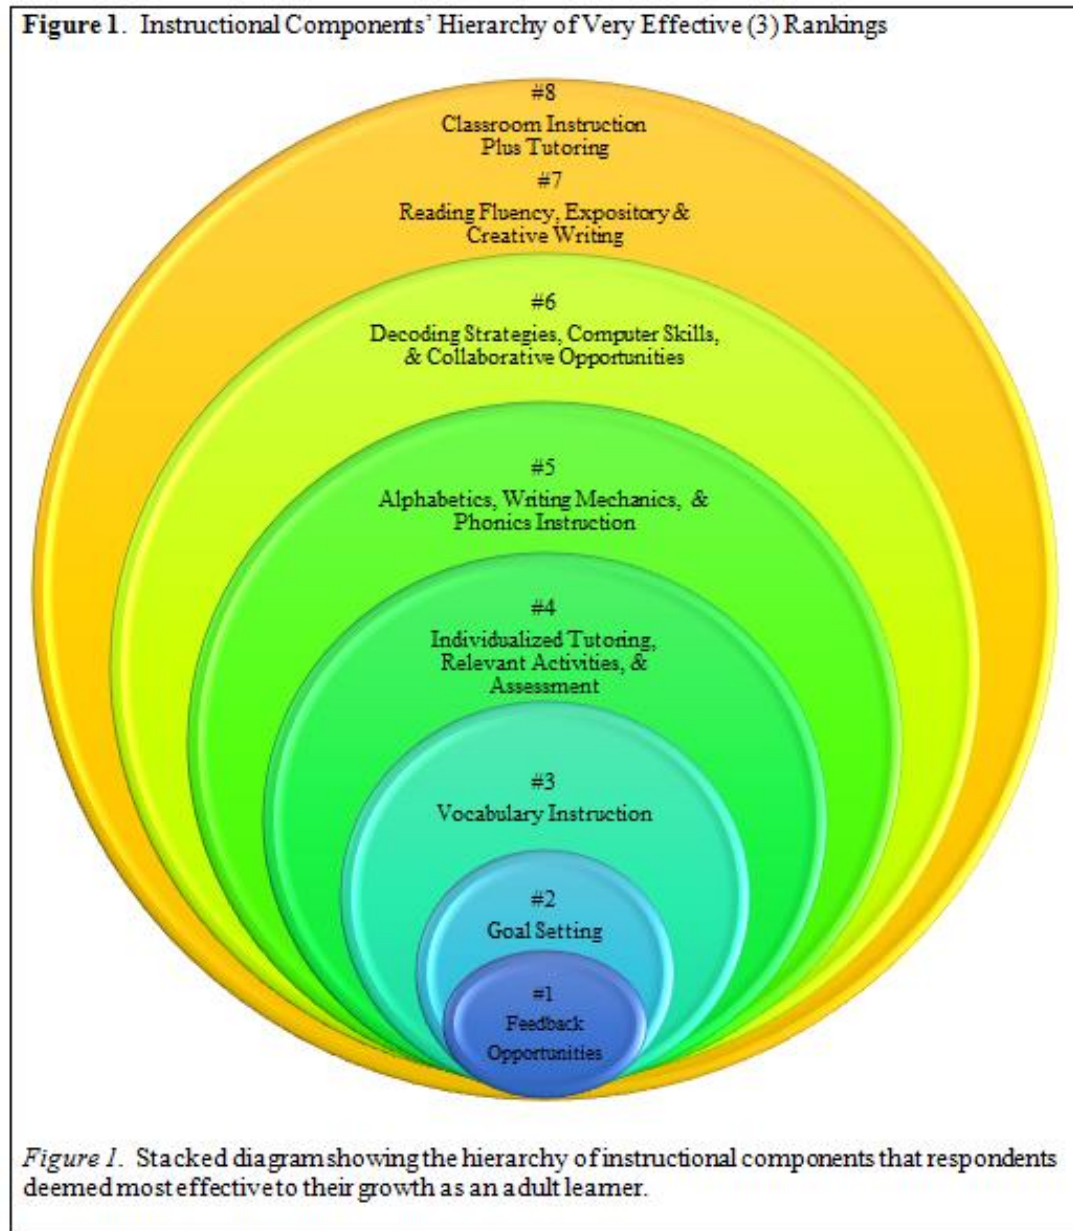 Figure 1. Instructional Components' Hierarchy of Very Effective (3) Rankings
#8
Classroom Instruction
Plus Tutoring
#7
Reading Fluency, Expository &
Creative Writing
#6
Decoding Strategies, Computer Skills,
& Collaborative Opportunities
#5
Alphabetics, Writing Mechanics, &
Phonics Instruction
#4
Individualized Tutoring,
Relevant Activities, &
Assessment
#3
Vocabulary Instruction
#2
Goal Setting
#1
Feedback
Opportunities
Figure 1. Stacked diagram showing the hierarchy of instructional components that respondents
deemed most effective to their growth as an adult learner.